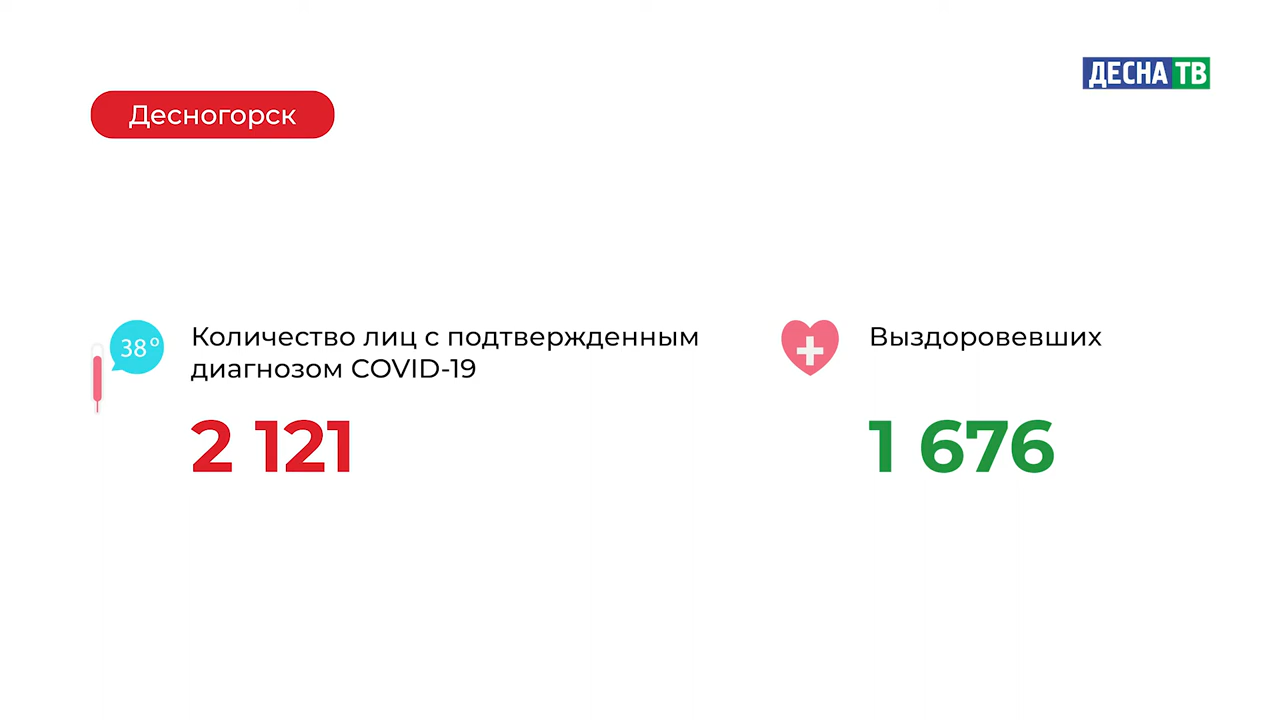 ДЕСНА ТВ
Десногорск
38°
Количество лиц с подтвержденным
диагнозом COVID-19
2 121
Выздоровевших
1 676